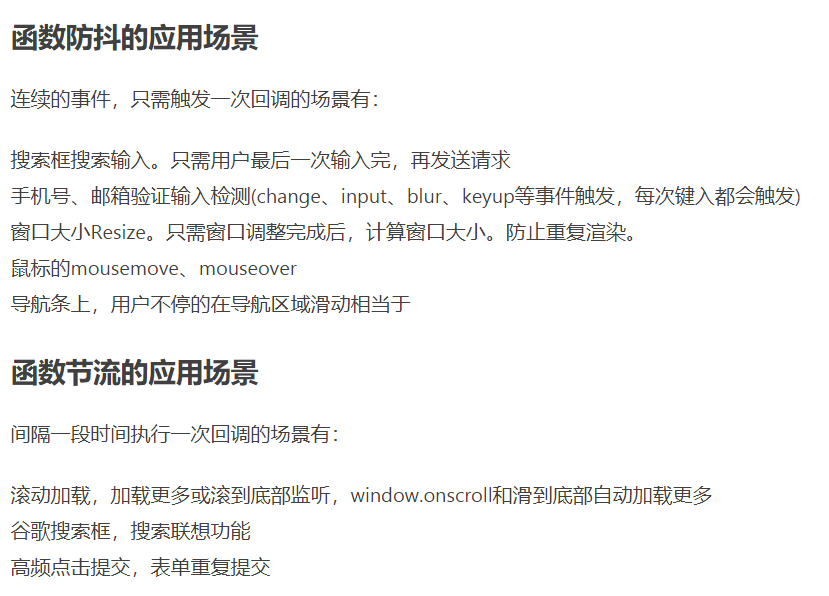 函数防抖的应用场景
连续的事件，只需触发一次回调的场景有：
搜索框搜索输入。只需用户最后一次输入完，再发送请求
手机号、邮箱验证输入检测(change、input、blur、keyup等事件触发，每次键入都会触发)
窗口大小Resize。只需窗口调整完成后，计算窗口大小。防止重复渲染。
鼠标的mousemove、mouseover
导航条上，用户不停的在导航区域滑动相当于
函数节流的应用场景
间隔一段时间执行一次回调的场景有：
滚动加载，加载更多或滚到底部监听，window.onscroll和滑到底部自动加载更多
谷歌搜索框，搜索联想功能
高频点击提交，表单重复提交